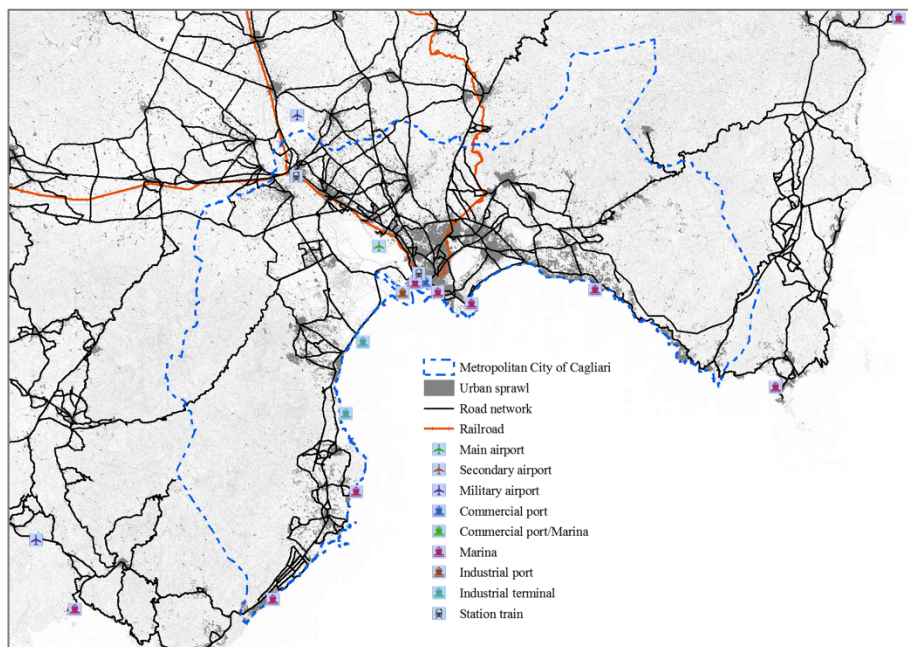 Metropolitan City of Cagliari
Urban sprawl
Road network
Railroad
Main airport
Secondary airport
Military airport
Commercial port
Commercial port/Marina
Marina
Industrial port
Industrial terminal
Station train